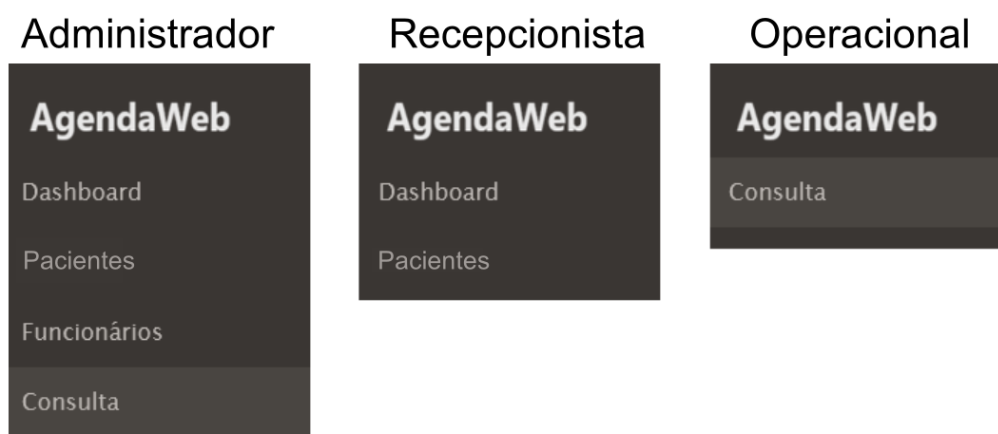 Administrador
AgendaWeb
Dashboard
Pacientes
Funcionários
Consulta
Recepcionista
AgendaWeb
Dashboard
Pacientes
Operacional
AgendaWeb
Consulta